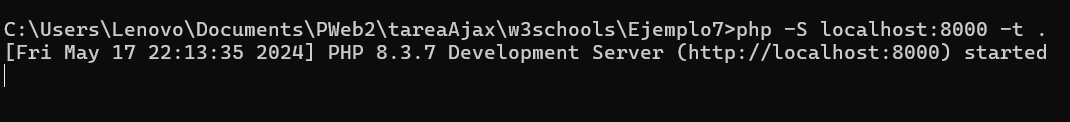 C:\Users\Lenovo\Documents\PWeb2\tareaAjax\w3schools\Ejemplo7>php -S localhost:8000 -t .
[Fri May 17 22:13:35 2024] PHP 8.3.7 Development Server (http://localhost:8000) started